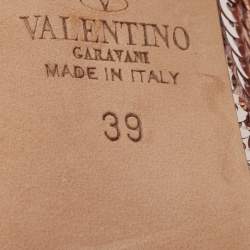 VALENTINO
GARAVANI
MADE IN ITALY
39